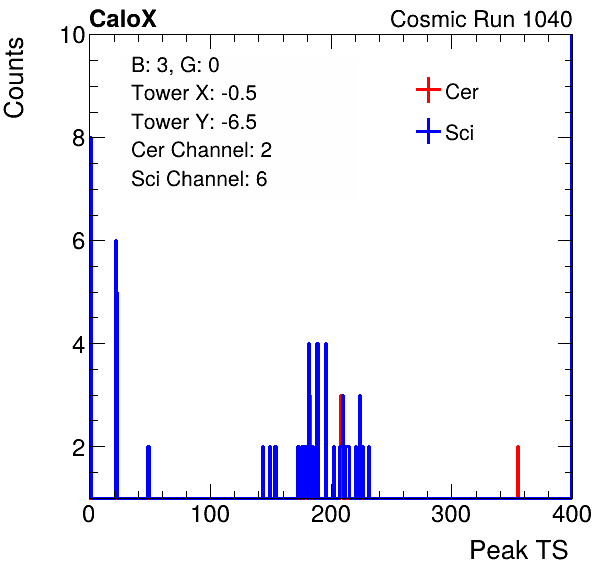 CaloX Cosmic Run 1040
Counts
10
8
6
4
2
B: 3, G: 0
Tower X: -0.5
Tower Y: -6.5
Cer Channel: 2
Sci Channel: 6
Cer
Sci
0 100 200 300 400
Peak TS